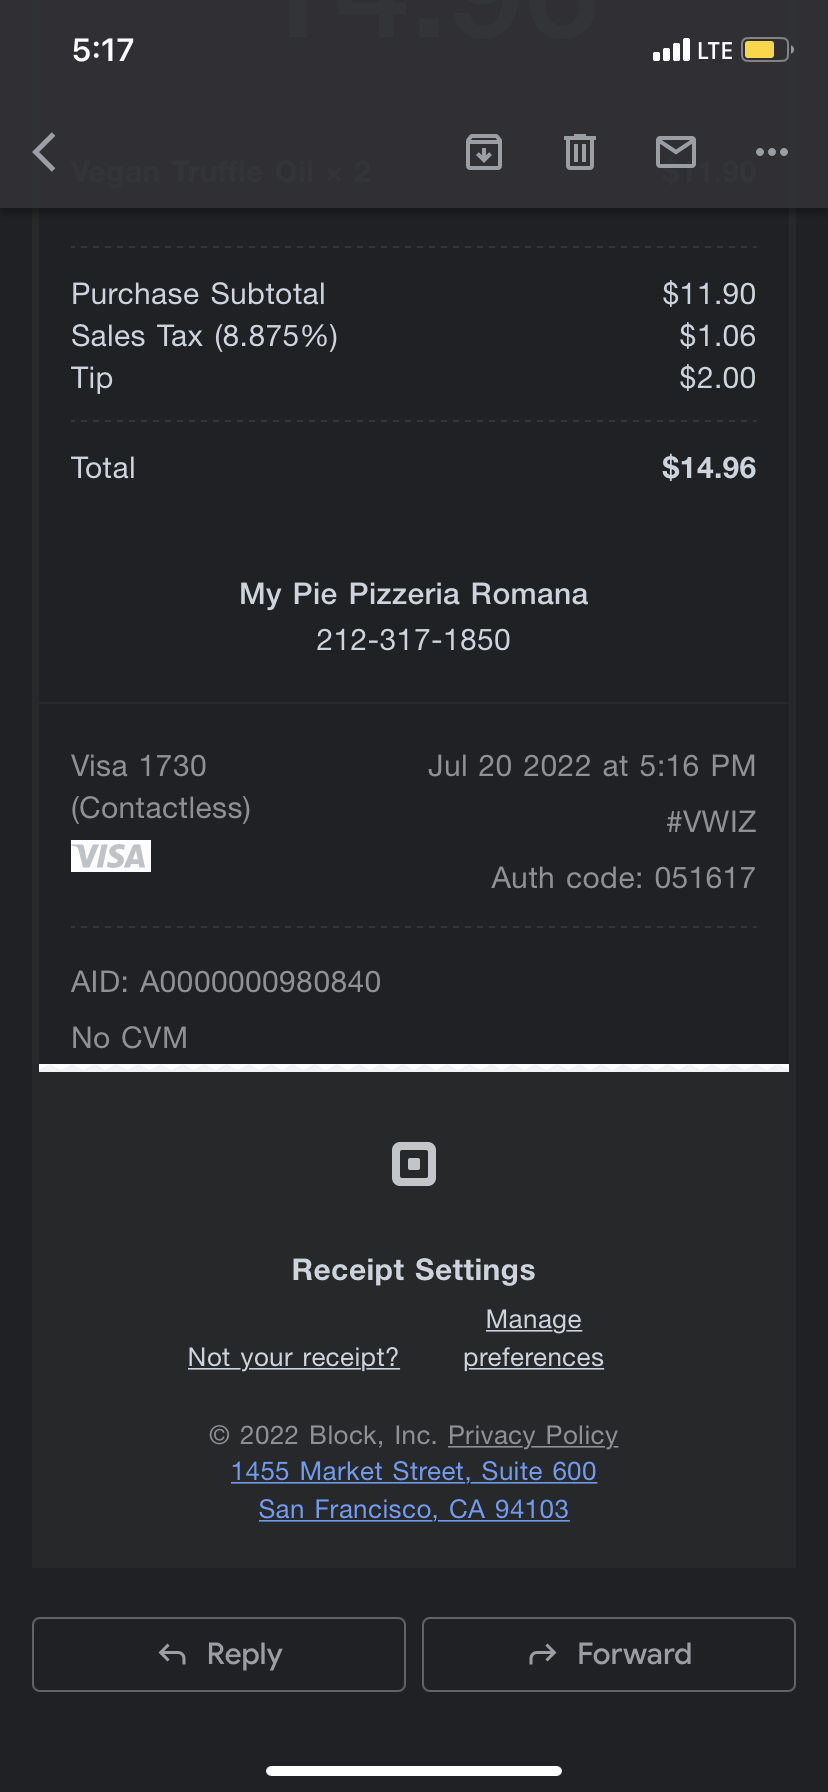 14.96
5:17 LTE
Vegan Truffle Oil × 2 $11.90
Purchase Subtotal $11.90
Sales Tax (8.875%) $1.06
Tip $2.00
Total $14.96
My Pie Pizzeria Romana
212-317-1850
Visa 1730 Jul 20 2022 at 5:16 PM
(Contactless)
#VWIZ
VISA
Auth code: 051617
AID: A0000000980840
No CVM
Receipt Settings
Not your receipt?
Manage
preferences
© 2022 Block, Inc. Privacy Policy
1455 Market Street, Suite 600
San Francisco, CA 94103
Reply Forward